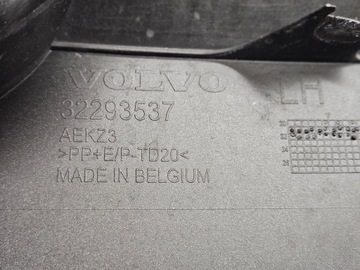 VOLVO
32293537
LH
AEKZ3
>PP+E/P-TD20<
MADE IN BELGIUM